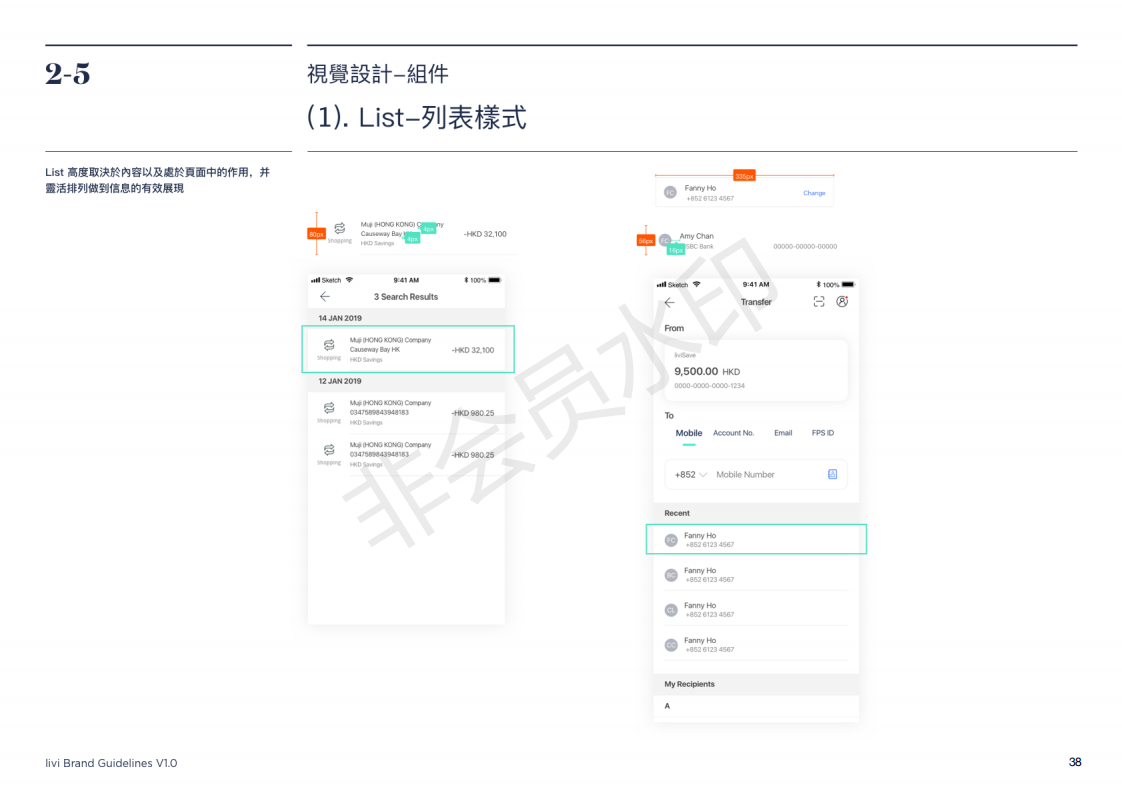 2-5
視覺設計–組件
(1). List–列表樣式
List 高度取決於內容以及處於頁面中的作用，并
靈活排列做到信息的有效展現
80px
Shopping
Muji (HONG KONG)
Causeway Bay
HKD Savings
4px
4px
-HKD 32,100
Sketch
9:41 AM
100%
3 Search Results
14 JAN 2019
Muji (HONG KONG) Company
Causeway Bay HK
HKD Savings
Shopping
-HKD 32,100
12 JAN 2019
Muji (HONG KONG) Company
0347589843948183
HKD Savings
Shopping
-HKD 980.25
Muji (HONG KONG) Company
0347589843948183
HKD Savings
Shopping
-HKD 980.25
335px
FC
Fanny Ho
+852 6123 4567
Change
56px
FC
Amy Chan
SBC Bank
16px
00000-00000-00000
Sketch
9:41 AM
100%
Transfer
From
liviSave
9,500.00 HKD
0000-0000-0000-1234
To
Mobile Account No. Email FPS ID
+852 Mobile Number
Recent
FC
Fanny Ho
+852 6123 4567
BC
Fanny Ho
+852 6123 4567
CL
Fanny Ho
+852 6123 4567
Fanny Ho
+852 6123 4567
My Recipients
A
非会员水印
livi Brand Guidelines V1.0
38